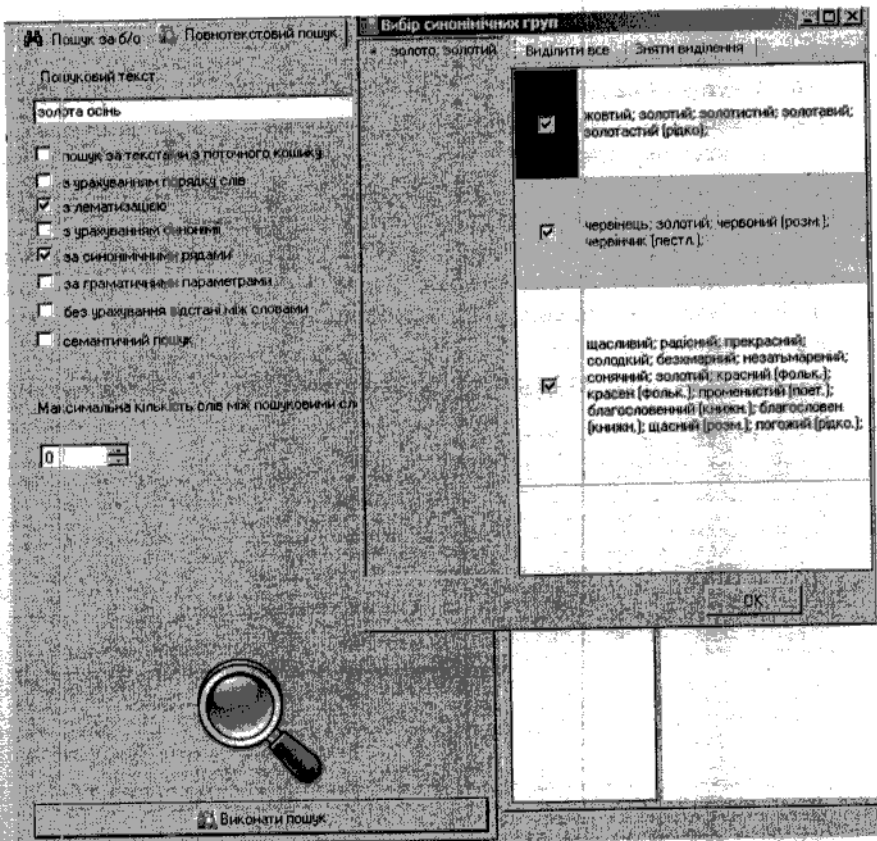 Пошук за б/о
Повнотекстовий пошук
Пошуковий текст
золота осінь
пошук за текстами з поточного кошику
з урахуванням порядку слів
з лематизацією
з урахуванням синонімії
за синонімічними рядами
за граматичними параметрами
без урахування відстані між словами
семантичний пошук
Максимальна кількість слів між пошуковими сл
0
Виконати пошук
Вибір синонімічних груп
золото, золотий
Виділити все
Зняти виділення
жовтий; золотий; золотистий; золотавий;
золотастий (рідко);
червінець; золотий; червоний (розм.);
червінчик (пестл.);
щасливий; радісний; прекрасний;
солодкий; безхмарний; незатьмарений;
сонячний; золотий; красний (фольк.);
красен (фольк.); променистий (поет.);
благословенний (книжн.); благословен
(книжн.); щасний (розм.); погожий (рідко.);
OK